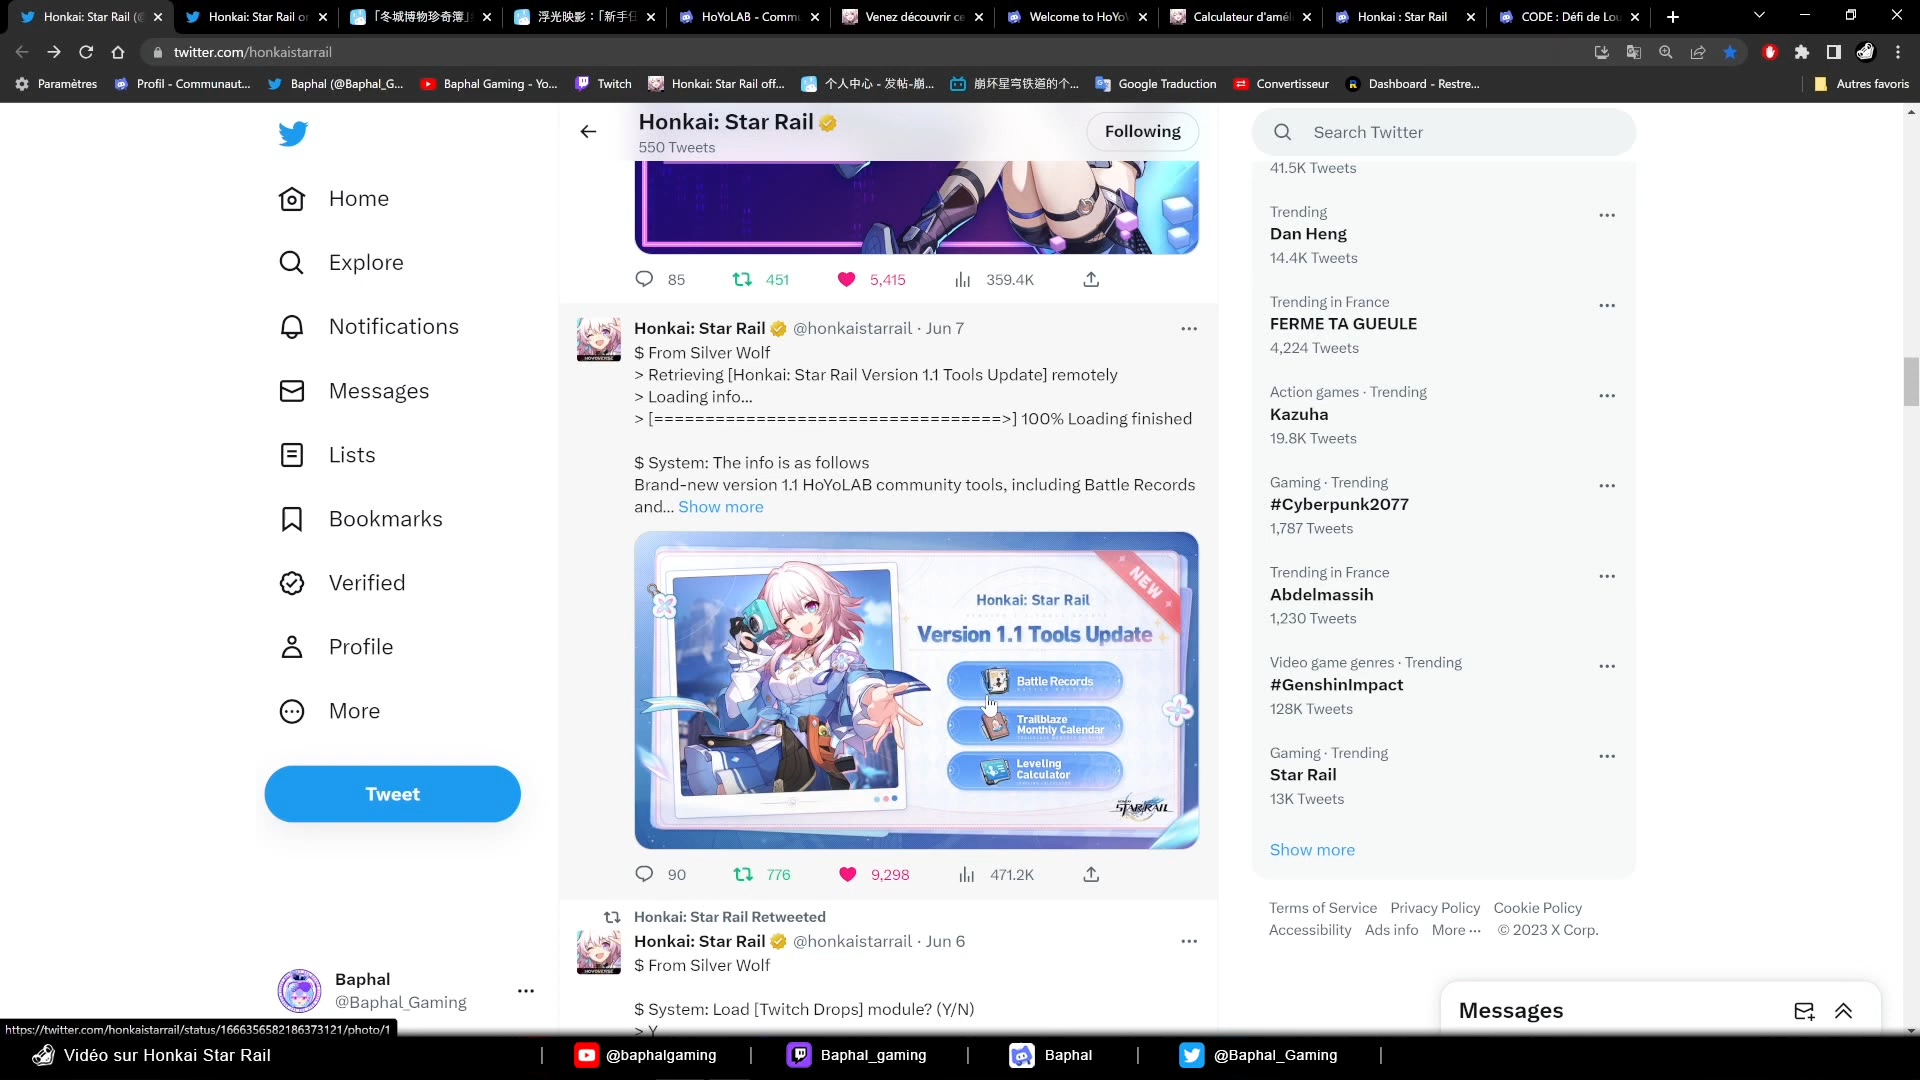 Honkai: Star Rail (@
Honkai: Star Rail or
「冬城博物珍奇簿」
浮光映影：「新手任
HoYoLAB - Commu
Venez découvrir ce
Welcome to HoYoV
Calculateur d'amél
Honkai : Star Rail
CODE : Défi de Lou
twitter.com/honkaistarrail
Paramètres
Profil - Communaut...
Baphal (@Baphal_G...
Baphal Gaming - Yo...
Twitch
Honkai: Star Rail off...
个人中心 - 发帖-崩...
崩坏星穹铁道的个...
Google Traduction
Convertisseur
Dashboard - Restre...
Autres favoris
Home
Explore
Notifications
Messages
Lists
Bookmarks
Verified
Profile
More
Tweet
Baphal
@Baphal_Gaming
Honkai: Star Rail
550 Tweets
Following
85
451
5,415
359.4K
Honkai: Star Rail @honkaistarrail · Jun 7
$ From Silver Wolf
> Retrieving [Honkai: Star Rail Version 1.1 Tools Update] remotely
> Loading info...
> [==================================>] 100% Loading finished
$ System: The info is as follows
Brand-new version 1.1 HoYoLAB community tools, including Battle Records
and... Show more
NEW
Honkai: Star Rail
Version 1.1 Tools Update
Battle Records
Trailblaze
Monthly Calendar
Leveling
Calculator
HONKAI
STAR RAIL
90
776
9,298
471.2K
Honkai: Star Rail Retweeted
Honkai: Star Rail @honkaistarrail · Jun 6
$ From Silver Wolf
$ System: Load [Twitch Drops] module? (Y/N)
> Y
Search Twitter
41.5K Tweets
Trending
Dan Heng
14.4K Tweets
Trending in France
FERME TA GUEULE
4,224 Tweets
Action games · Trending
Kazuha
19.8K Tweets
Gaming · Trending
#Cyberpunk2077
1,787 Tweets
Trending in France
Abdelmassih
1,230 Tweets
Video game genres · Trending
#GenshinImpact
128K Tweets
Gaming · Trending
Star Rail
13K Tweets
Show more
Terms of Service Privacy Policy Cookie Policy
Accessibility Ads info More ··· © 2023 X Corp.
Messages
https://twitter.com/honkaistarrail/status/1666356582186373121/photo/1
Vidéo sur Honkai Star Rail
@baphalgaming
Baphal_gaming
Baphal
@Baphal_Gaming